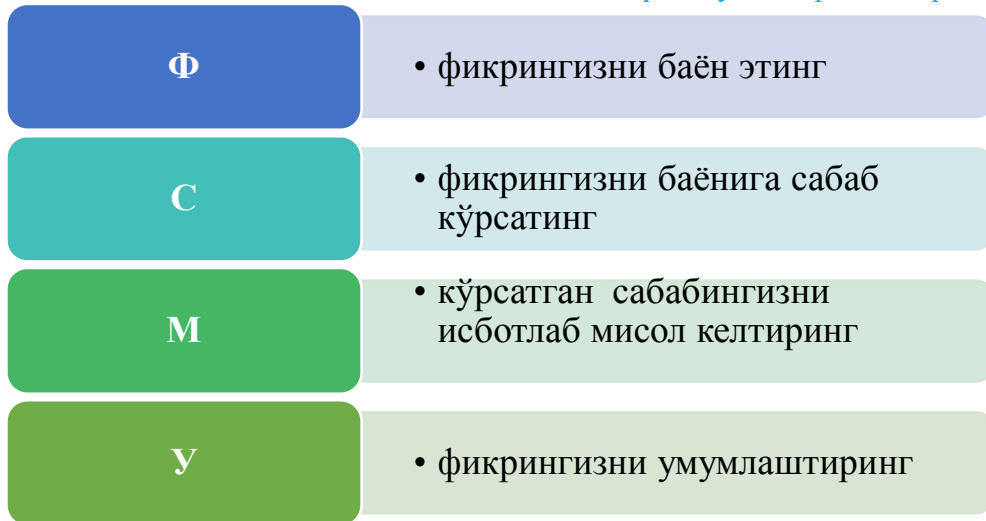 Ф
• фикрингизни баён этинг
С
• фикрингизни баёнига сабаб
кўрсатинг
М
• кўрсатган сабабингизни
исботлаб мисол келтиринг
У
• фикрингизни умумлаштиринг